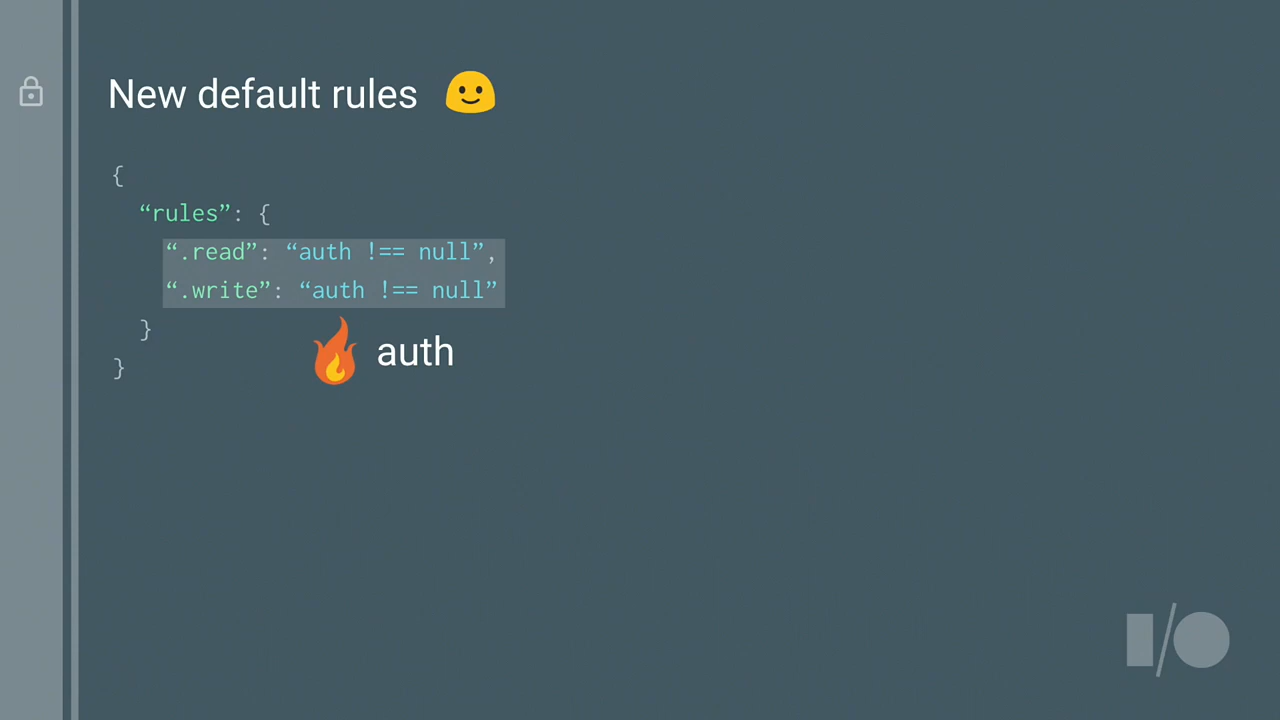 New default rules
{
“rules”: {
“.read”: “auth !== null”,
“.write”: “auth !== null”
}
}
auth
I/O